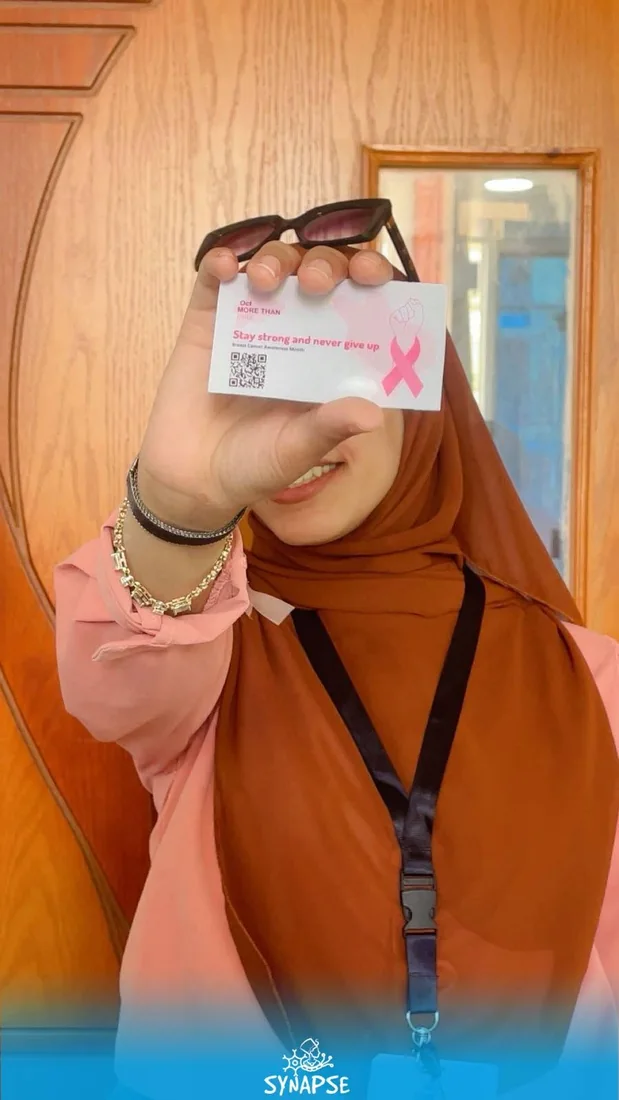 Oct
MORE THAN
Stay strong and never give up
Breast Cancer Awareness Month
SYNAPSE